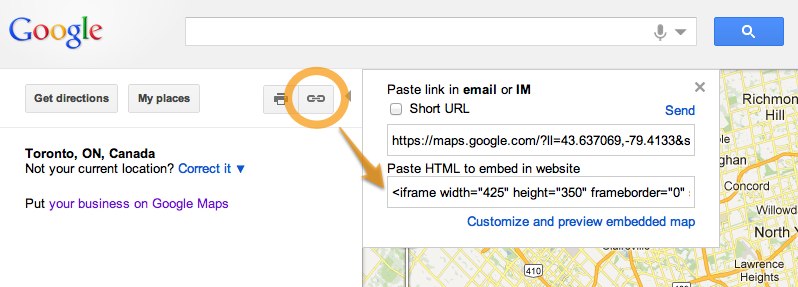 Google
Get directions
My places
Toronto, ON, Canada
Not your current location? Correct it ▼
Put your business on Google Maps
Paste link in email or IM
Short URL
Send
https://maps.google.com/?ll=43.637069,-79.4133&s
Paste HTML to embed in website
<iframe width="425" height="350" frameborder="0"
Customize and preview embedded map
Richmond
Hill
Concord
North Y
Lawrence
Heights
410